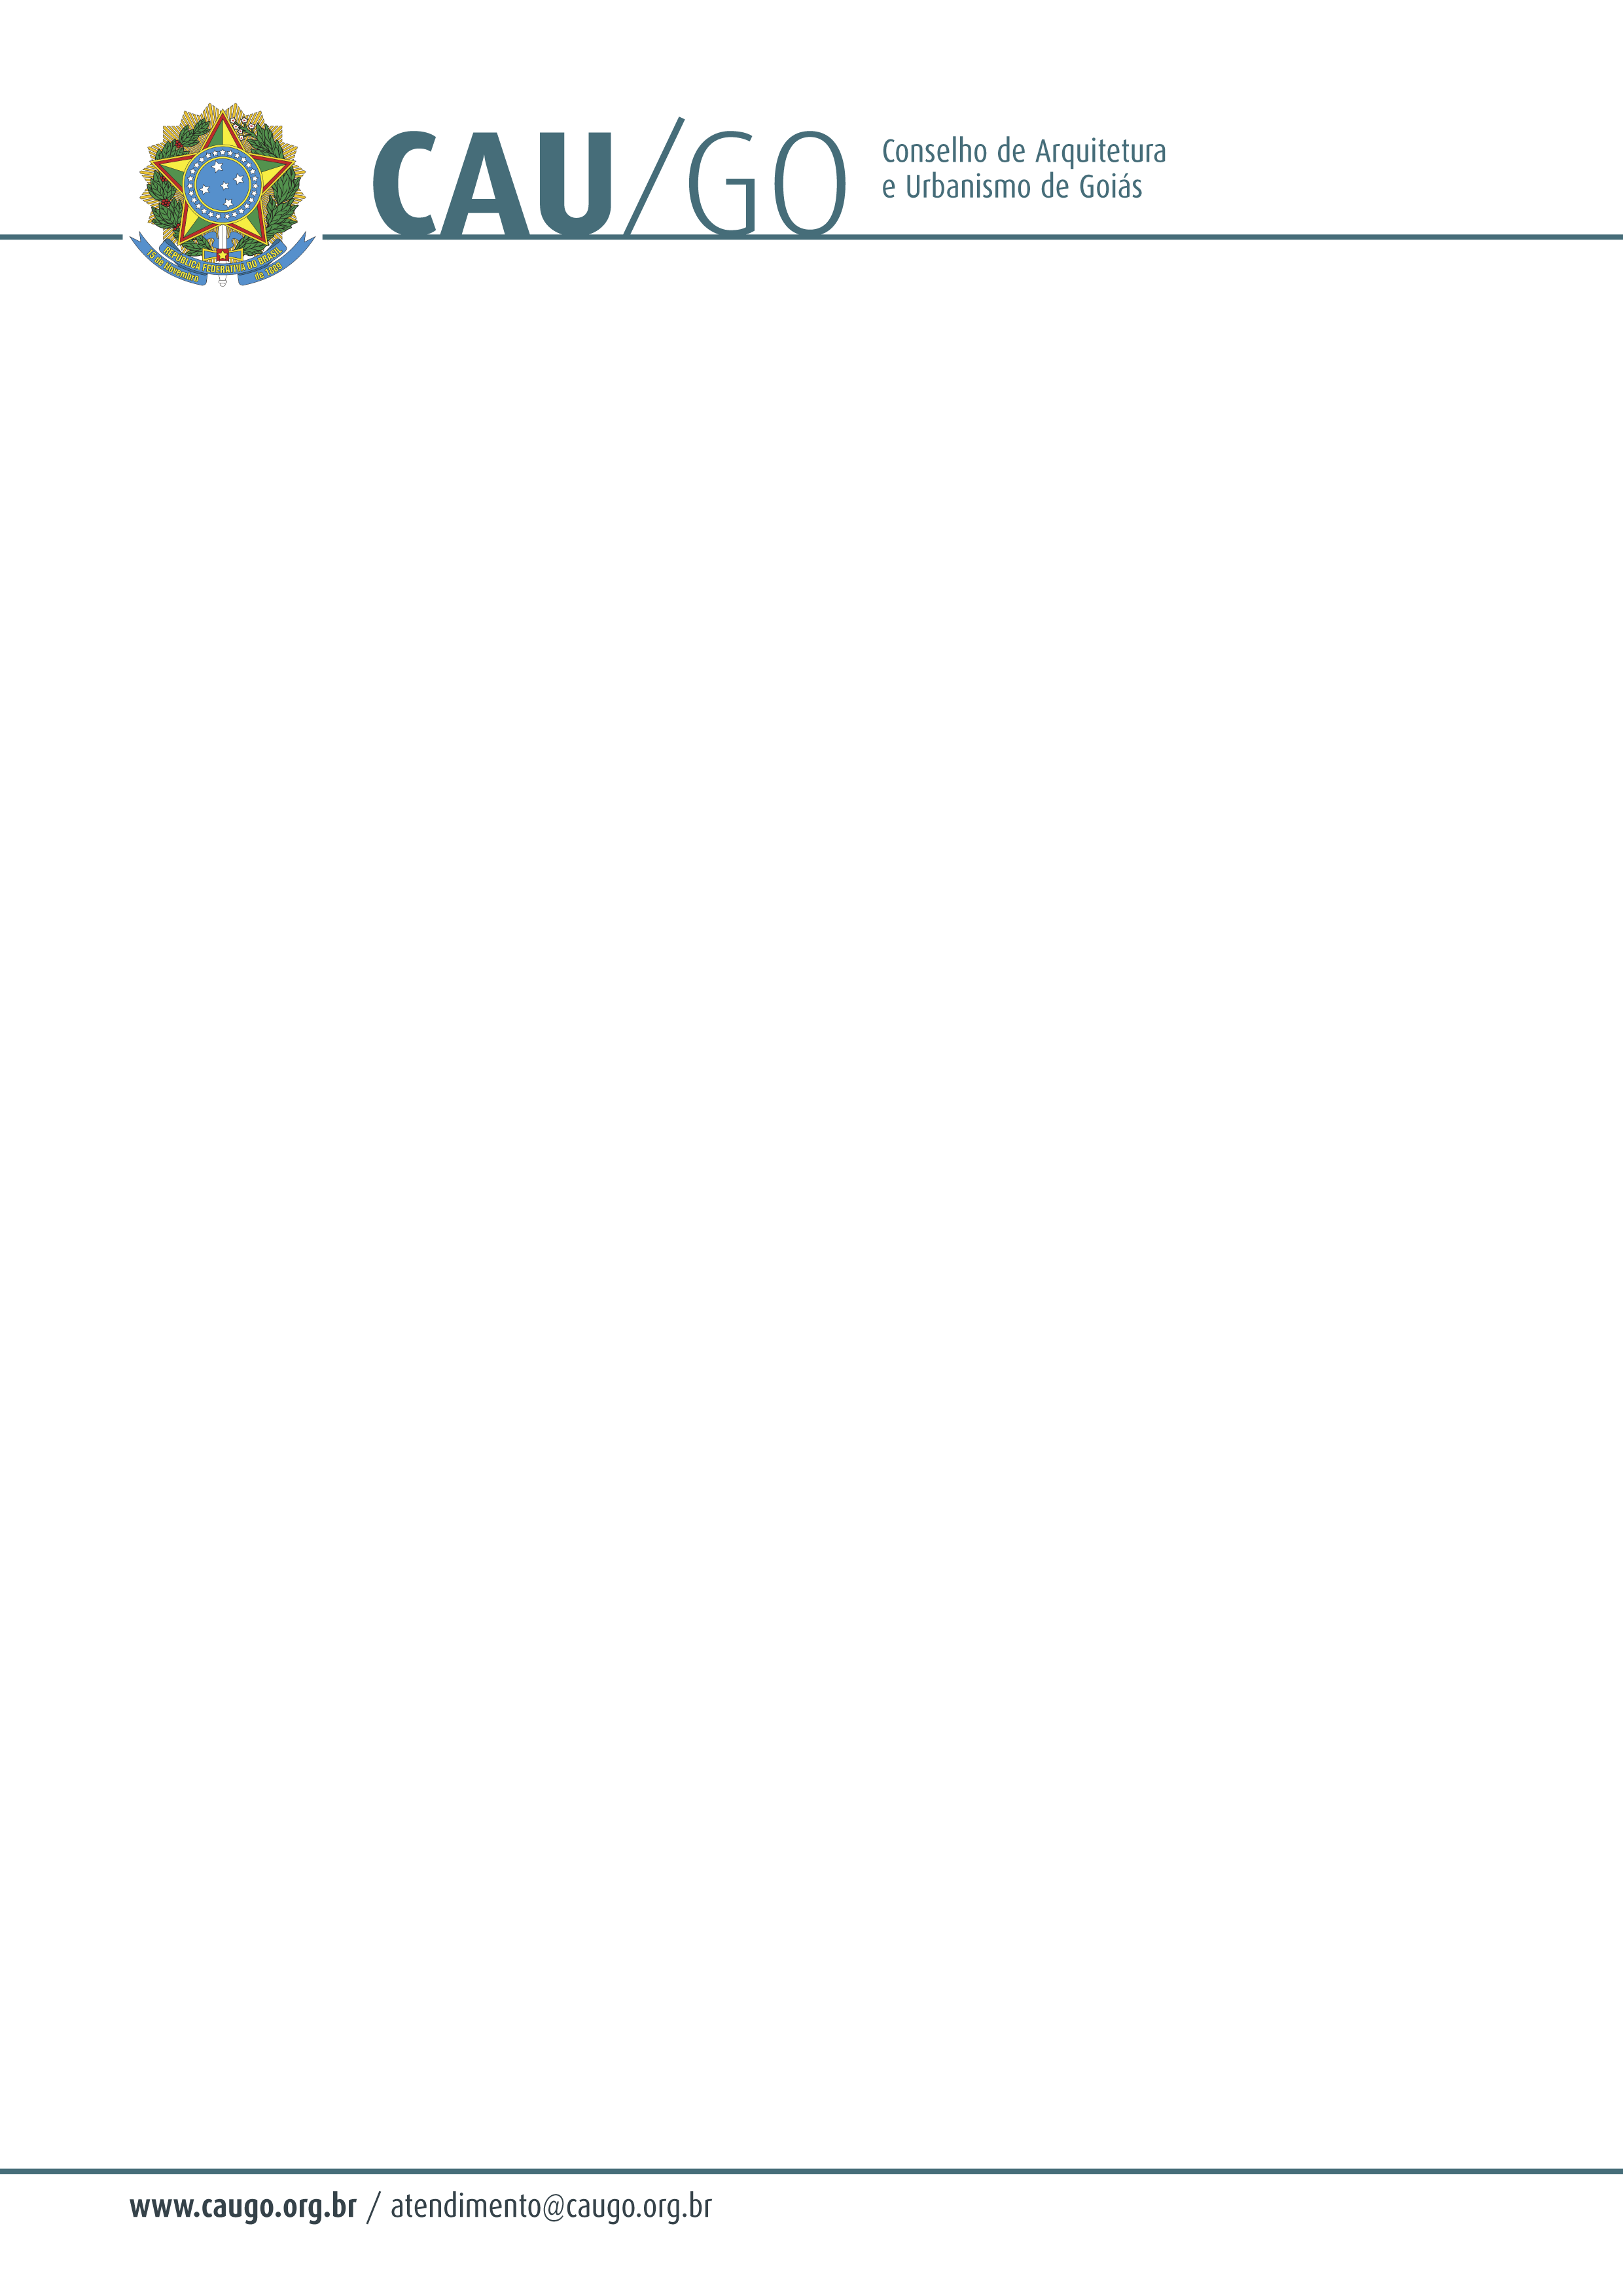 CAU/GO
Conselho de Arquitetura
e Urbanismo de Goiás
REPÚBLICA FEDERATIVA DO BRASIL
15 de Novembro
de 1889
www.caugo.org.br / atendimento@caugo.org.br